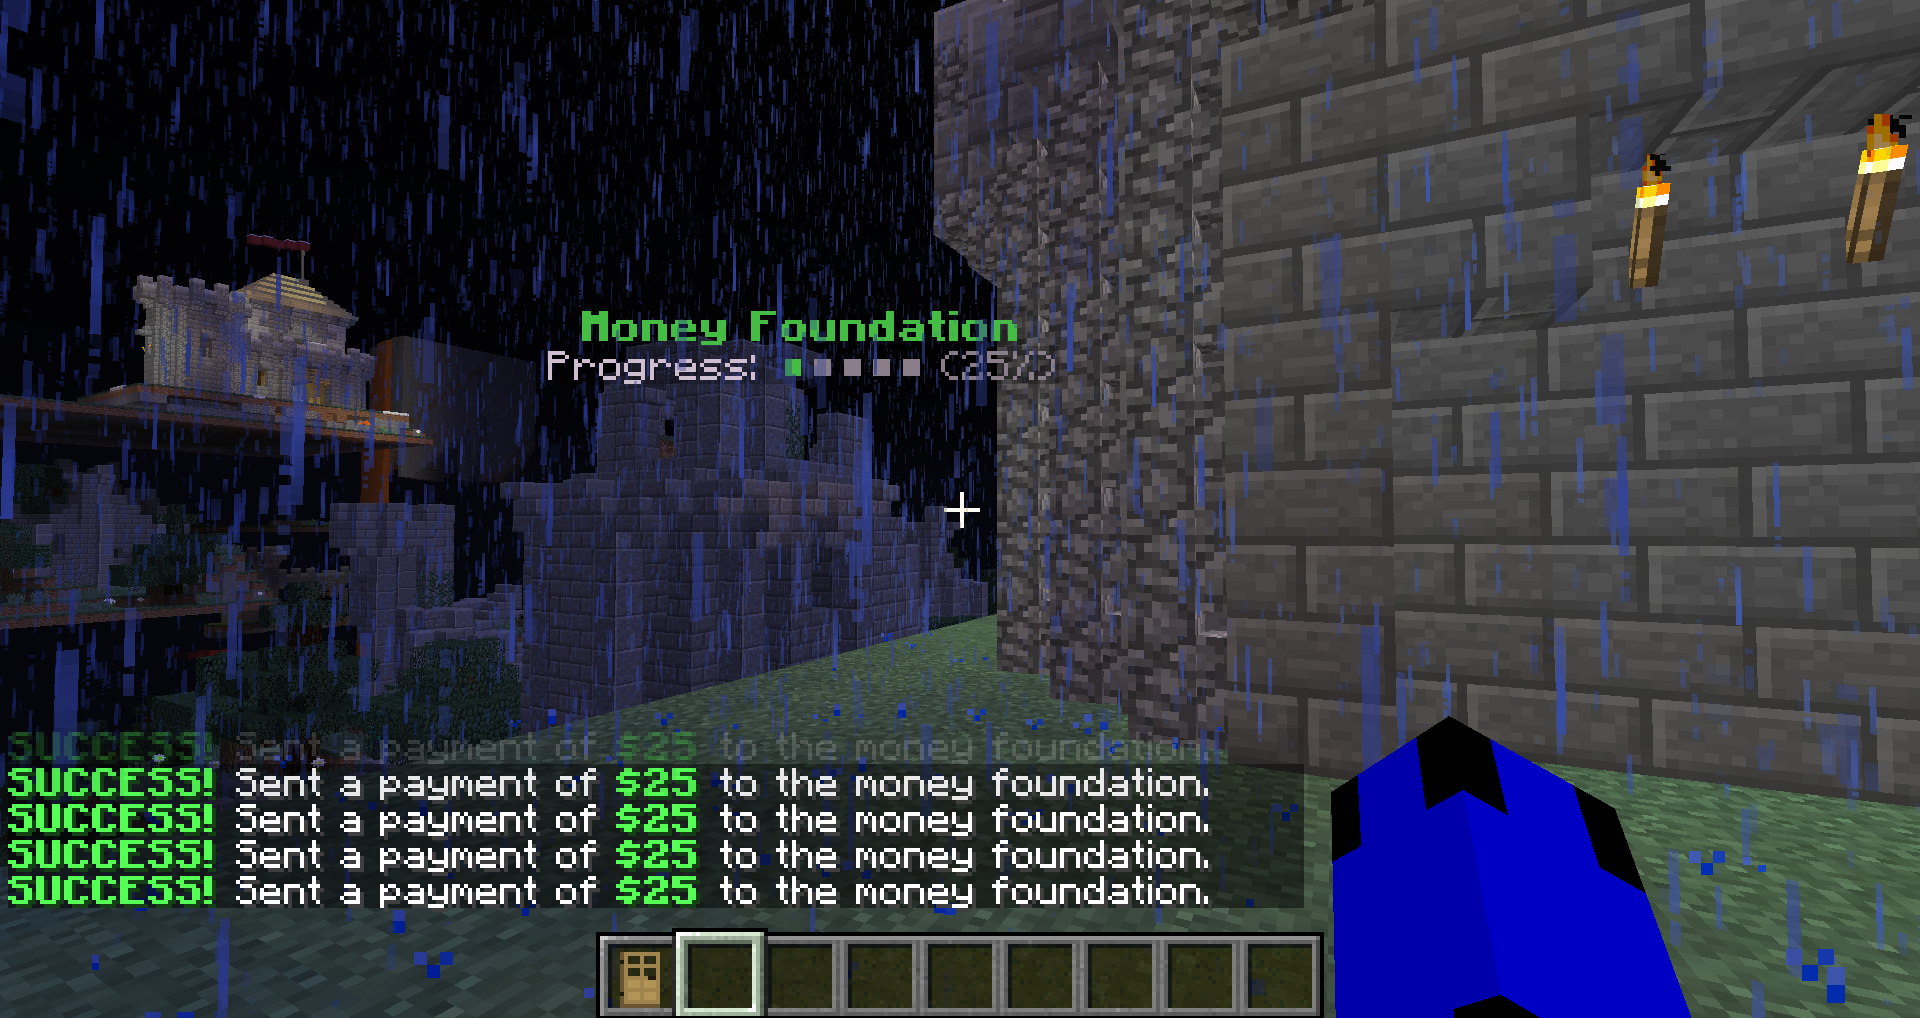 Money Foundation
Progress: ■ ■ ■ ■ ■ (25%)
SUCCESS! Sent a payment of $25 to the money foundation.
SUCCESS! Sent a payment of $25 to the money foundation.
SUCCESS! Sent a payment of $25 to the money foundation.
SUCCESS! Sent a payment of $25 to the money foundation.
SUCCESS! Sent a payment of $25 to the money foundation.